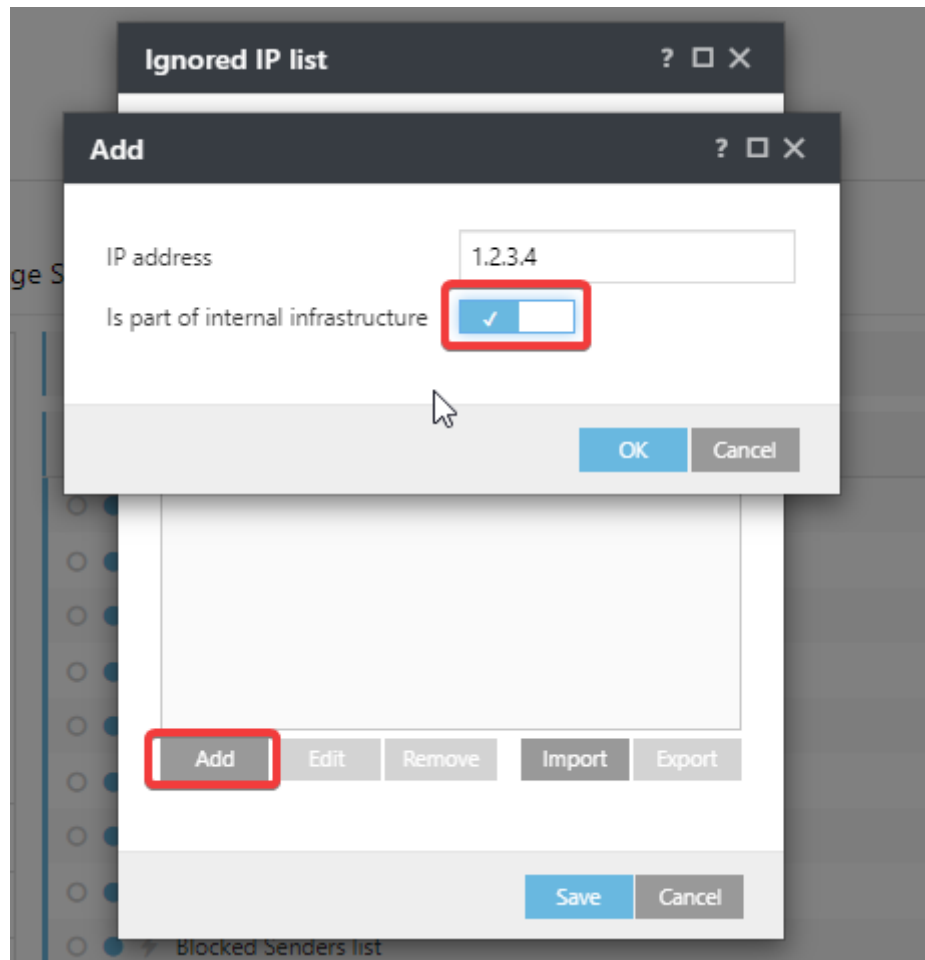 Ignored IP list
Add
IP address 1.2.3.4
ge S
Is part of internal infrastructure
OK Cancel
Add Edit Remove Import Export
Save Cancel
Blocked Senders list